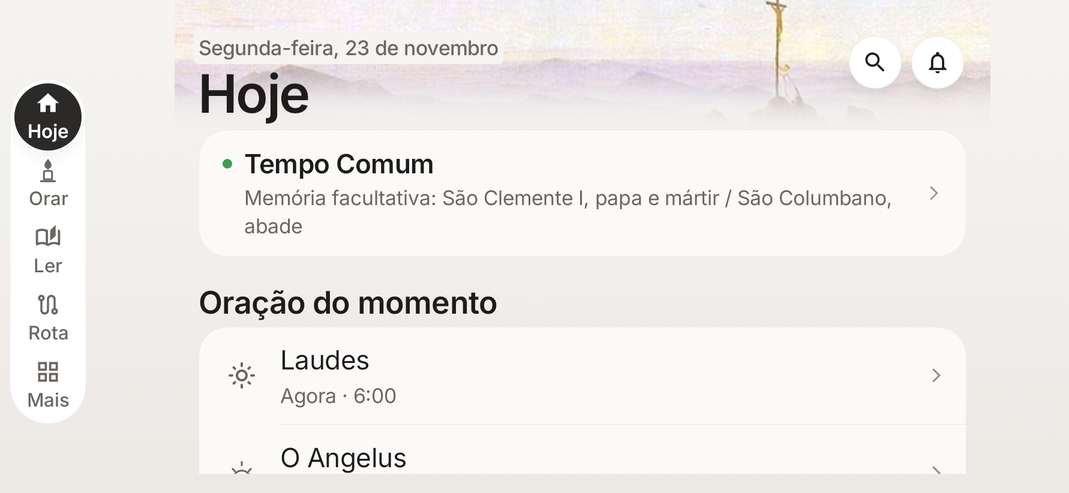 Segunda-feira, 23 de novembro
Hoje
Hoje
Orar
Ler
Rota
Mais
Tempo Comum
Memória facultativa: São Clemente I, papa e mártir / São Columbano,
abade
Oração do momento
Laudes
Agora · 6:00
O Angelus